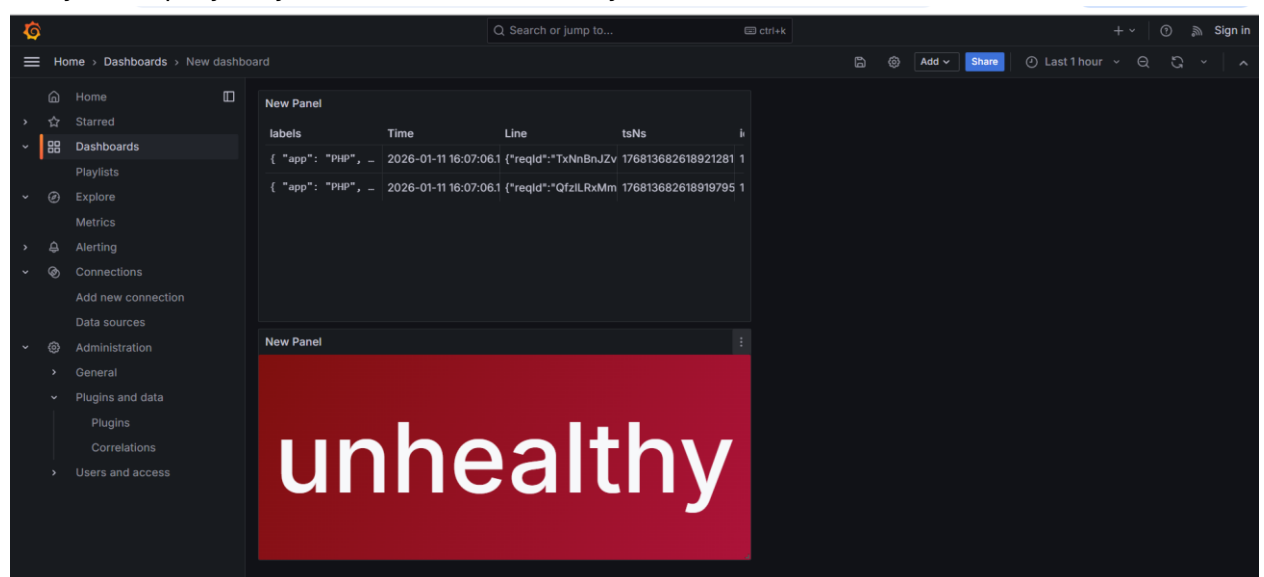 Search or jump to... ctrl+k
Sign in
Home › Dashboards › New dashboard
Add
Share
Last 1 hour
Home
Starred
Dashboards
Playlists
Explore
Metrics
Alerting
Connections
Add new connection
Data sources
Administration
General
Plugins and data
Plugins
Correlations
Users and access
New Panel
labels Time Line tsNs
{ "app": "PHP", … 2026-01-11 16:07:06.1 {"reqId":"TxNnBnJZv 176813682618921281 1
{ "app": "PHP", … 2026-01-11 16:07:06.1 {"reqId":"QfzlLRxMm 176813682618919795 1
New Panel
unhealthy